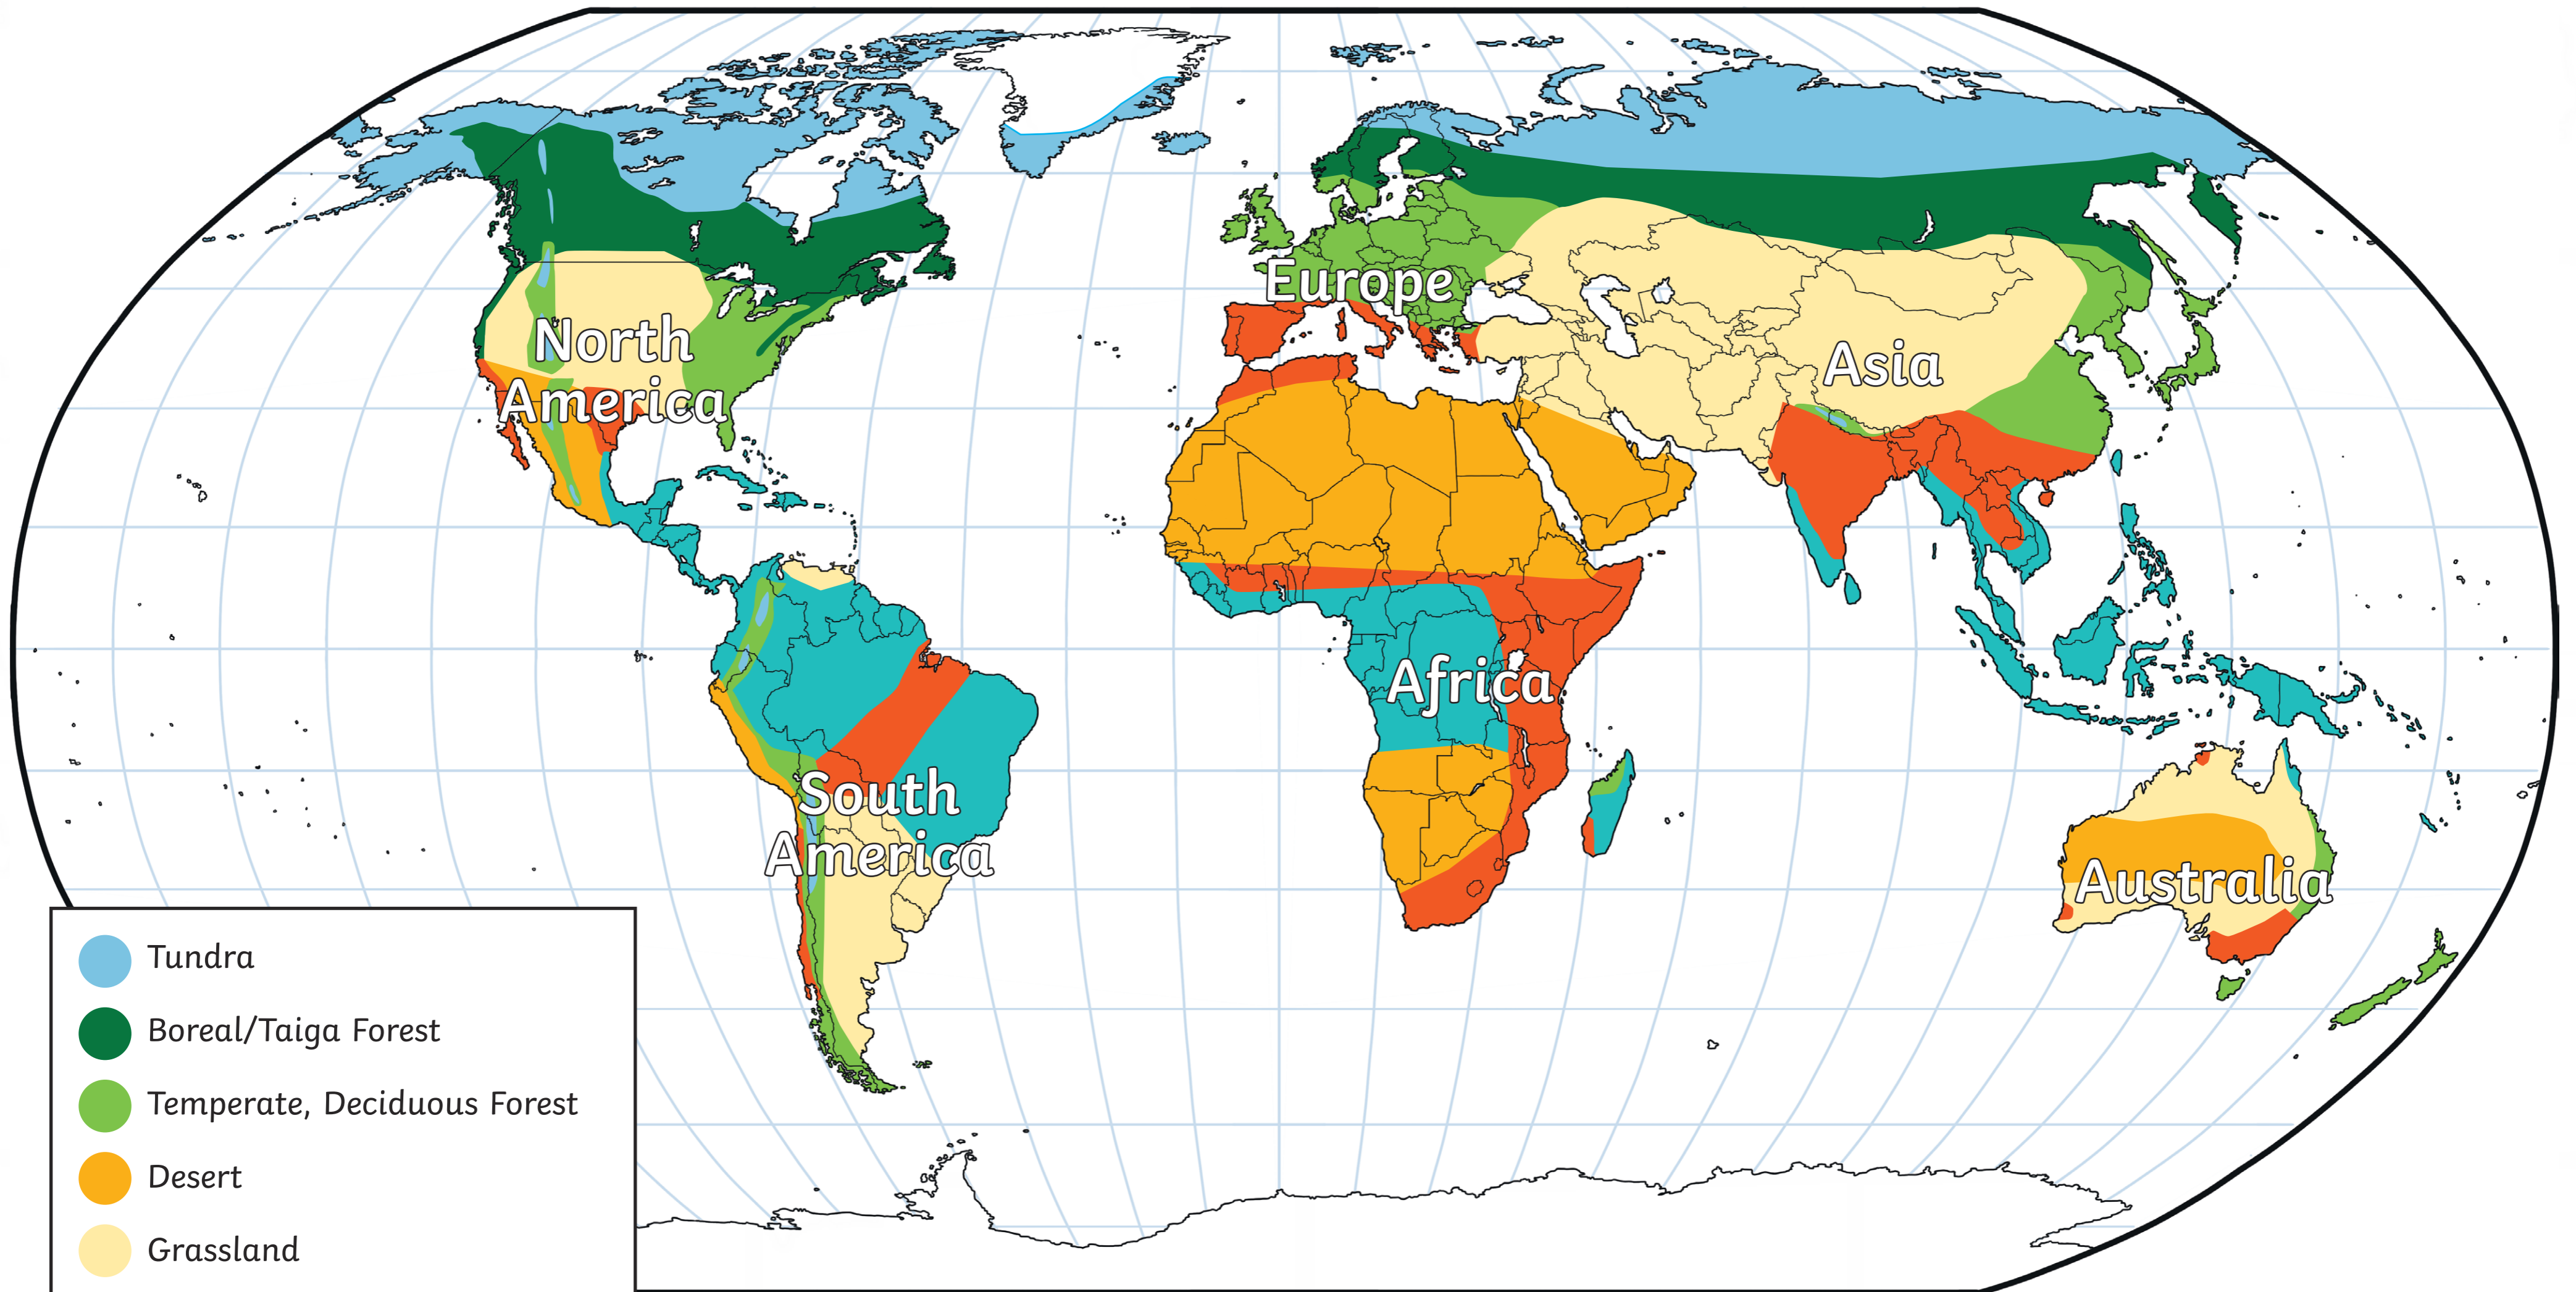 Europe
North
America
Asia
Africa
South
America
Australia
Tundra
Boreal/Taiga Forest
Temperate, Deciduous Forest
Desert
Grassland